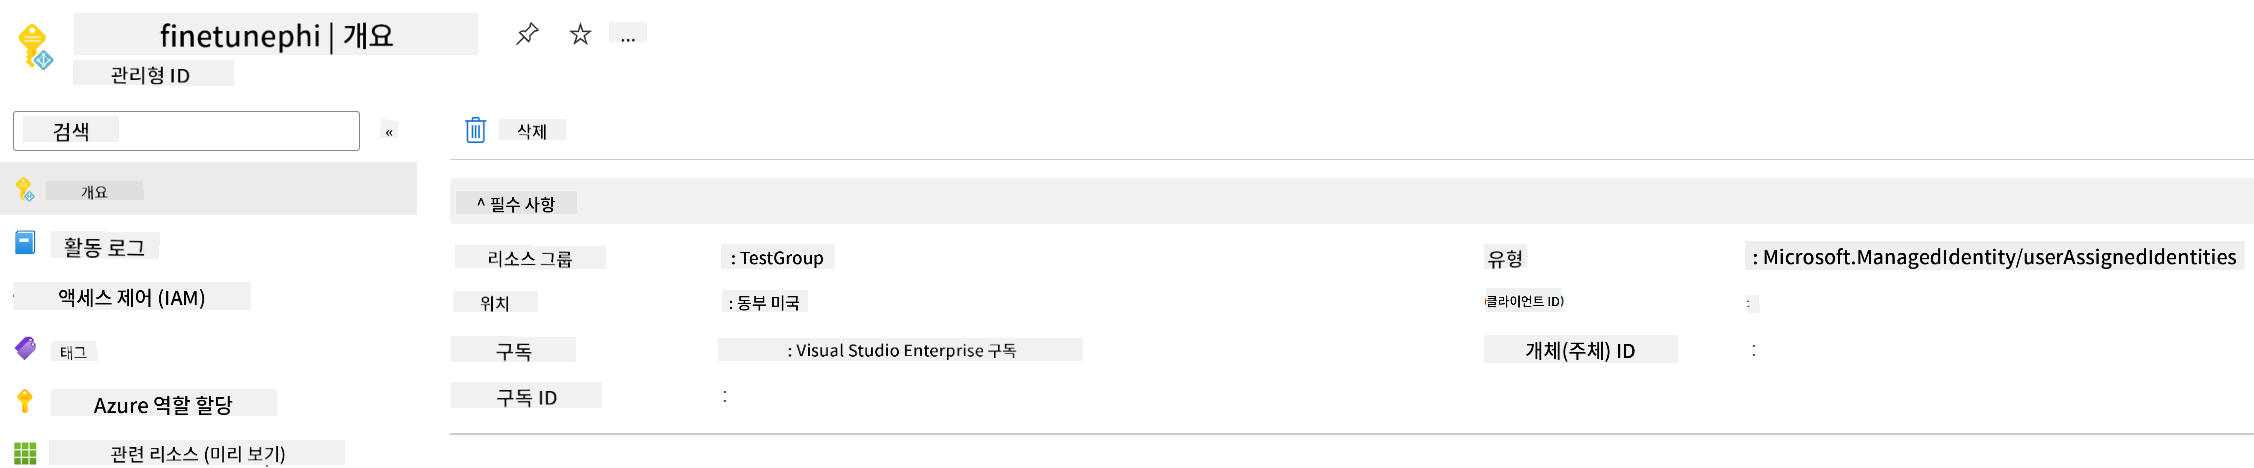 finetunephi | 개요
...
관리형 ID
검색
«
삭제
개요
^ 필수 사항
활동 로그
리소스 그룹 : TestGroup
유형 : Microsoft.ManagedIdentity/userAssignedIdentities
액세스 제어 (IAM)
위치 : 동부 미국
(클라이언트 ID) :
태그
구독 : Visual Studio Enterprise 구독
개체(주체) ID :
Azure 역할 할당
구독 ID :
관련 리소스 (미리 보기)